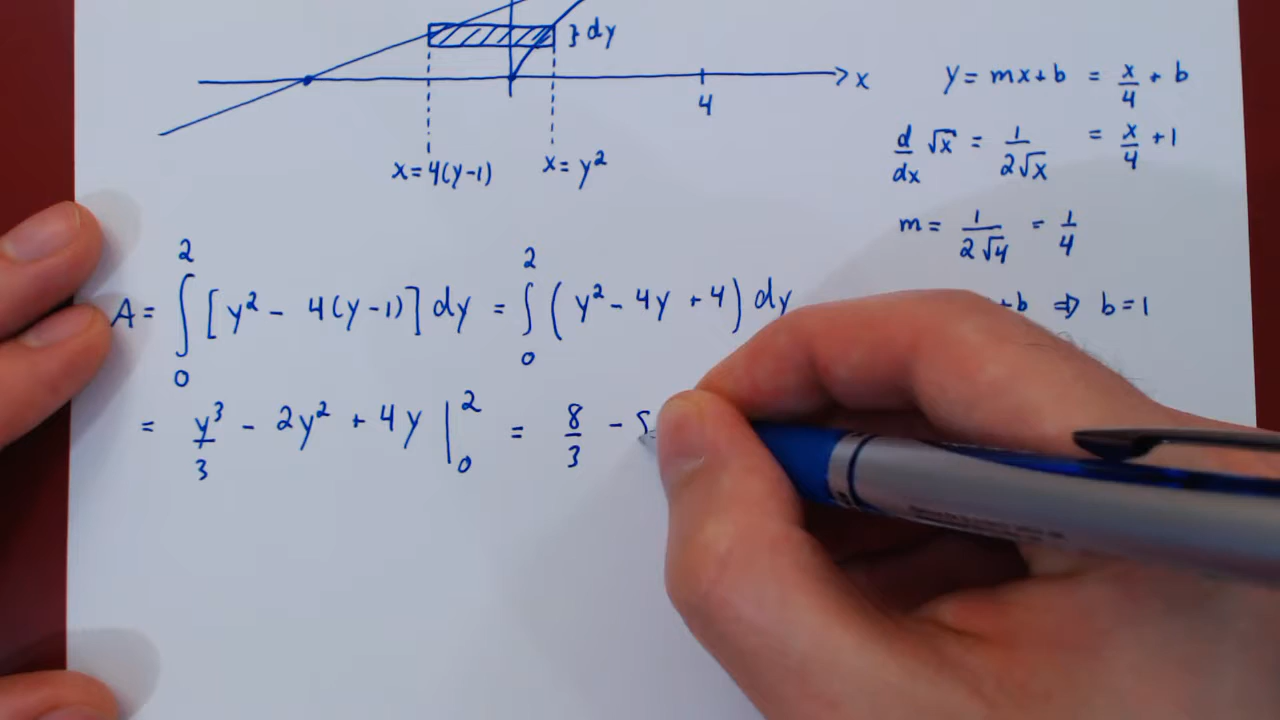 } dy
x
4
x = 4(y-1)
x = y²
y = mx + b = x/4 + b
d/dx √x = 1/(2√x)
= x/4 + 1
m = 1/(2√4) = 1/4
+b ⇒ b = 1
A = ∫₀² [y² - 4(y-1)] dy = ∫₀² (y² - 4y + 4) dy
= y³/3 - 2y² + 4y |₀² = 8/3 -